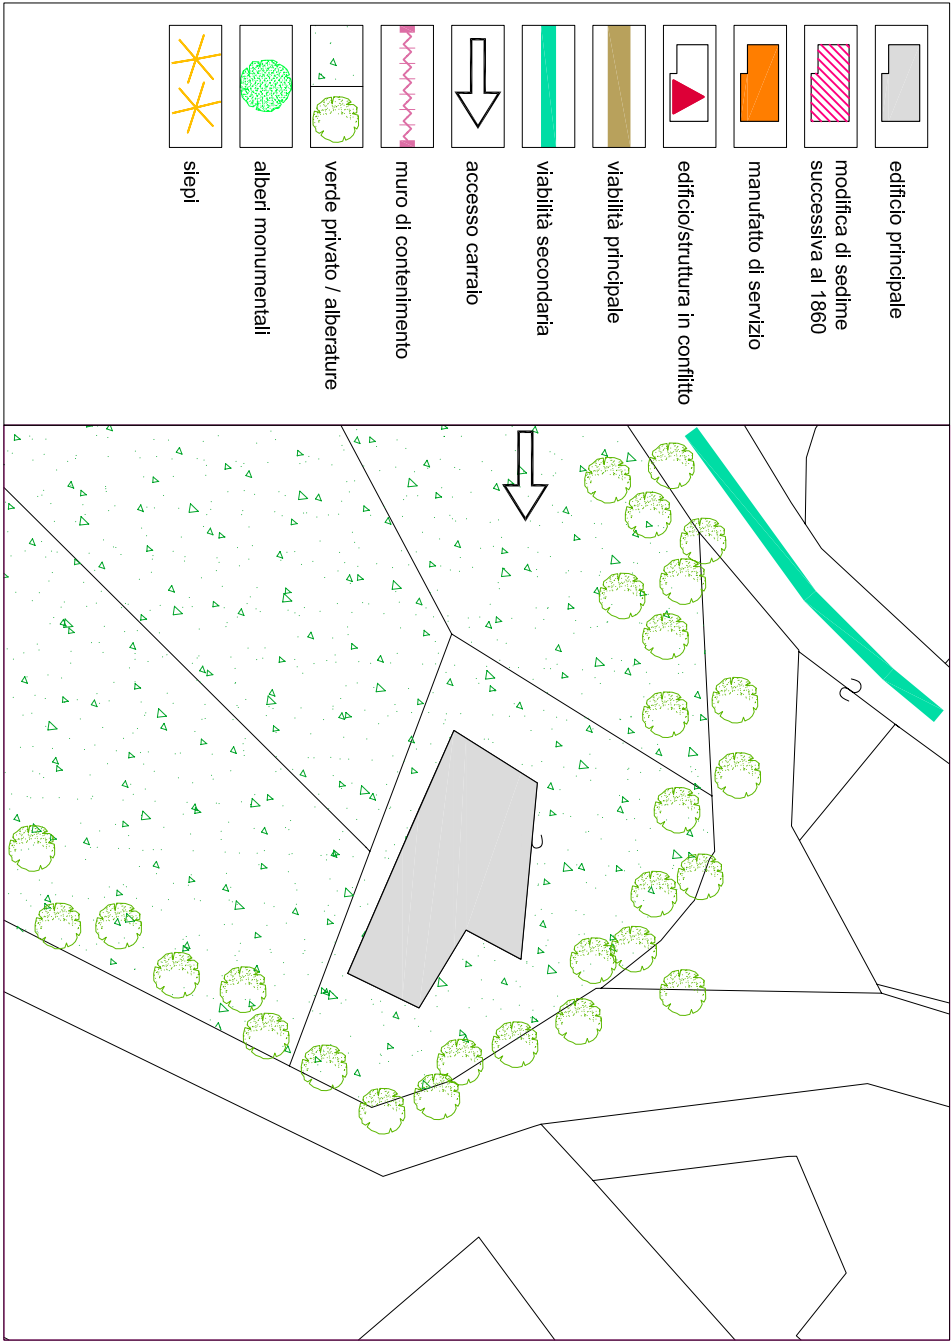 edificio principale
modifica di sedime
successiva al 1860
manufatto di servizio
edificio/struttura in conflitto
viabilità principale
viabilità secondaria
accesso carraio
muro di contenimento
verde privato / alberature
alberi monumentali
siepi